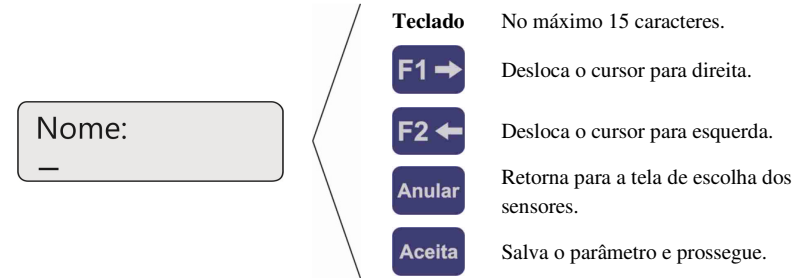 Nome:
_
Teclado No máximo 15 caracteres.
F1 → Desloca o cursor para direita.
F2 ← Desloca o cursor para esquerda.
Anular Retorna para a tela de escolha dos
sensores.
Aceita Salva o parâmetro e prossegue.